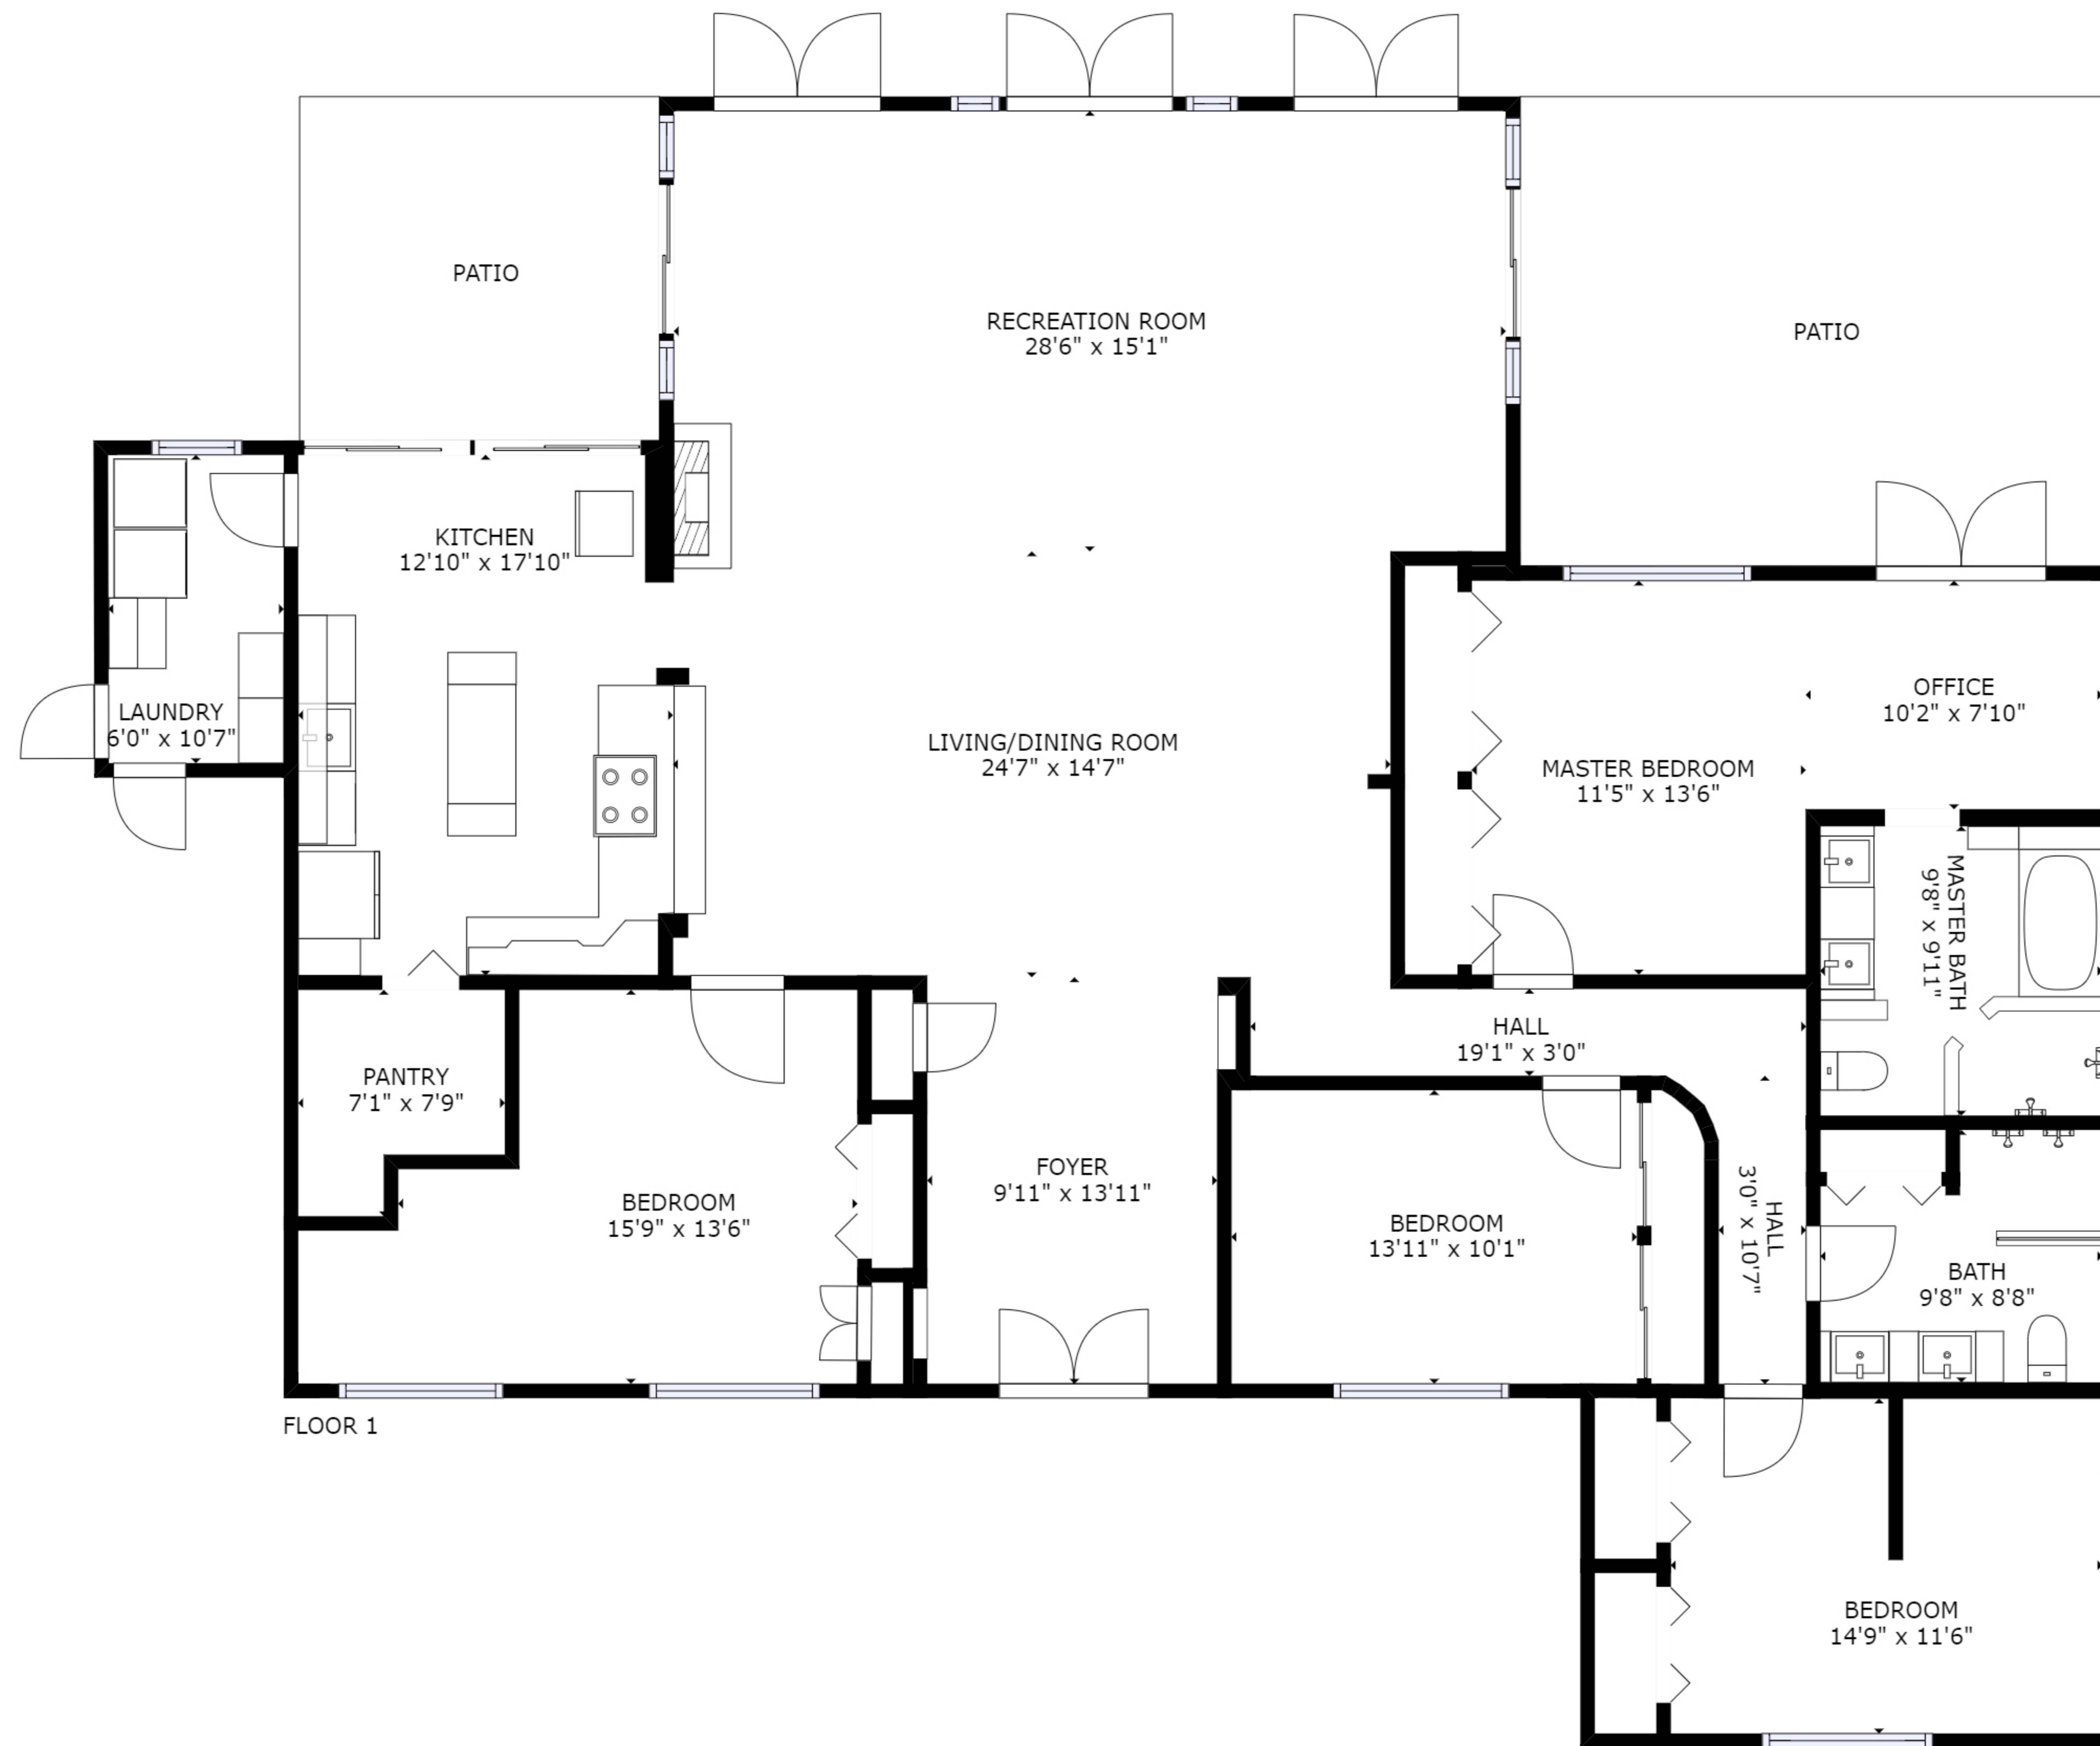 PATIO
RECREATION ROOM
28'6" x 15'1"
PATIO
KITCHEN
12'10" x 17'10"
LAUNDRY
6'0" x 10'7"
LIVING/DINING ROOM
24'7" x 14'7"
OFFICE
10'2" x 7'10"
MASTER BEDROOM
11'5" x 13'6"
MASTER BATH
9'8" x 9'11"
HALL
19'1" x 3'0"
PANTRY
7'1" x 7'9"
FOYER
9'11" x 13'11"
BEDROOM
15'9" x 13'6"
BEDROOM
13'11" x 10'1"
HALL
3'0" x 10'7"
BATH
9'8" x 8'8"
FLOOR 1
BEDROOM
14'9" x 11'6"